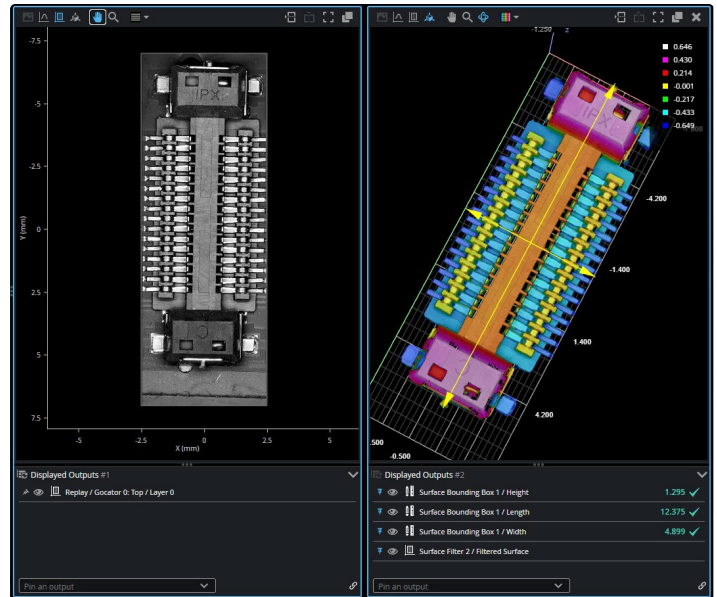 -7.5
-5
-2.5
0
2.5
5
7.5
Y (mm)
-5
-2.5
0
2.5
5
X (mm)
IPX
Displayed Outputs #1
Replay / Gocator 0: Top / Layer 0
Pin an output
-1.250
z
0.646
0.430
0.214
-0.001
-0.217
-0.433
-0.649
IPX
-4.200
-1.400
1.400
4.200
.500
-0.500
Displayed Outputs #2
Surface Bounding Box 1 / Height 1.295
Surface Bounding Box 1 / Length 12.375
Surface Bounding Box 1 / Width 4.899
Surface Filter 2 / Filtered Surface
Pin an output